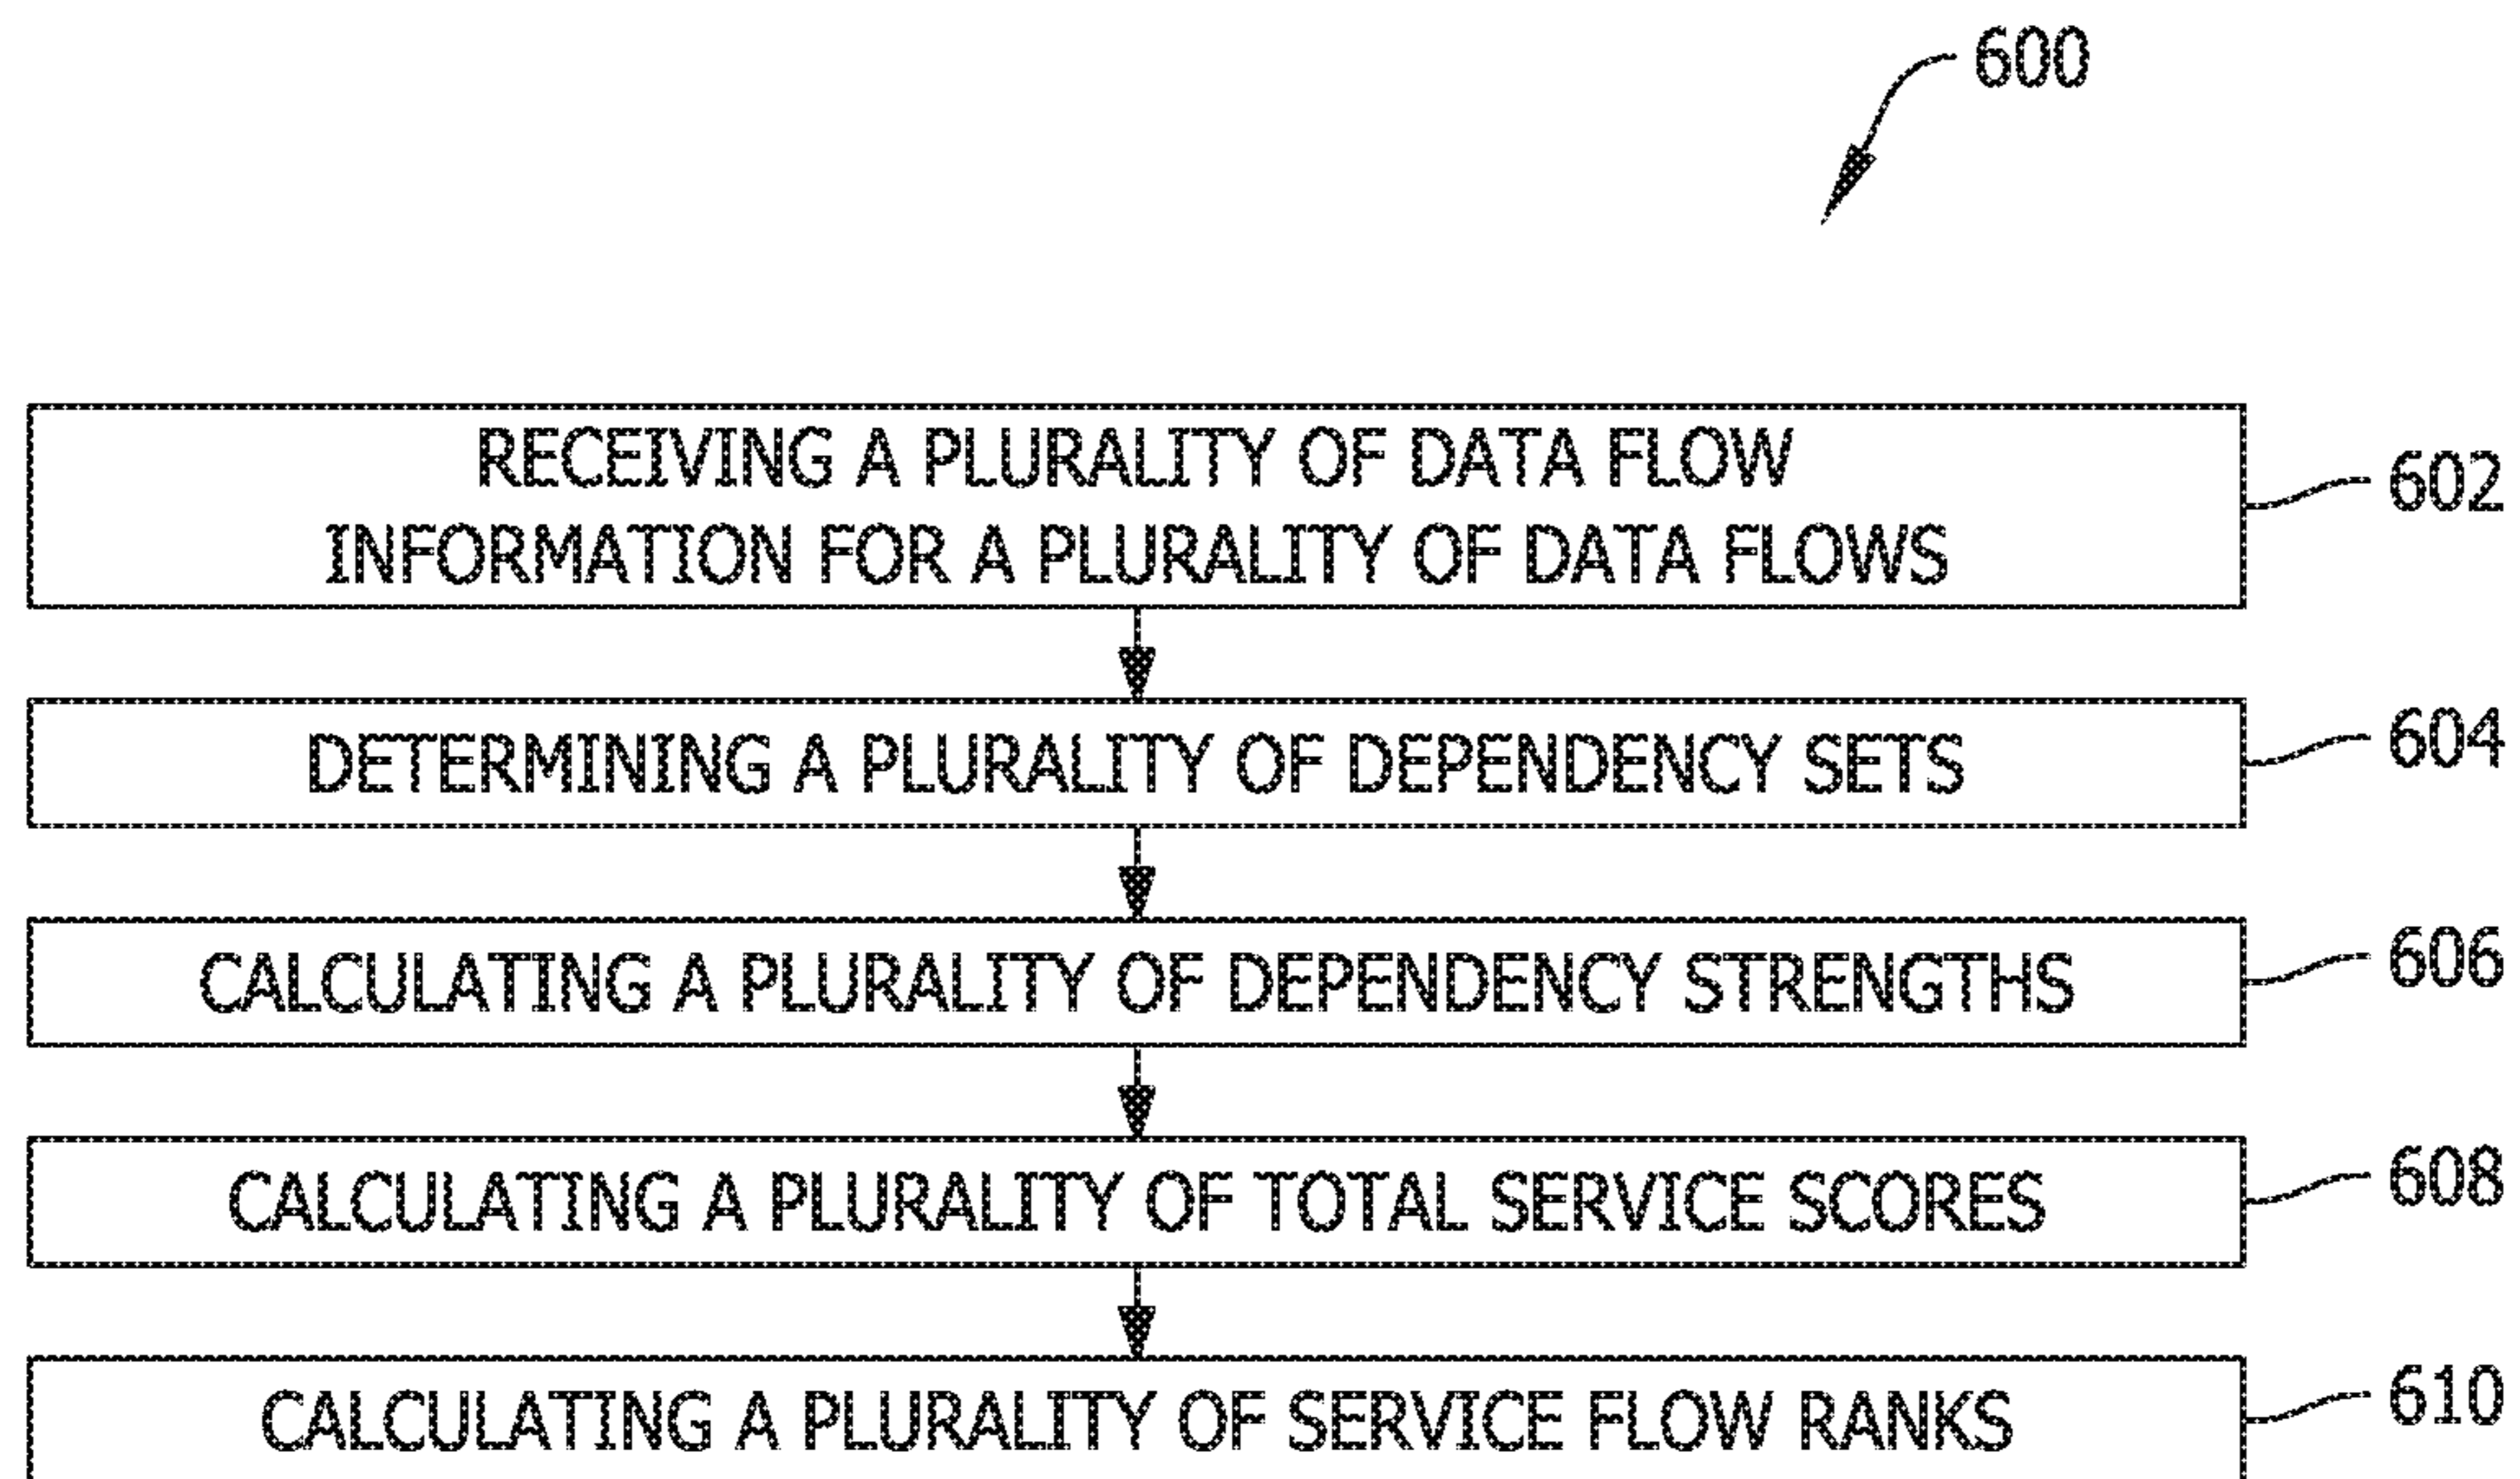 600
RECEIVING A PLURALITY OF DATA FLOW
INFORMATION FOR A PLURALITY OF DATA FLOWS
602
DETERMINING A PLURALITY OF DEPENDENCY SETS
604
CALCULATING A PLURALITY OF DEPENDENCY STRENGTHS
606
CALCULATING A PLURALITY OF TOTAL SERVICE SCORES
608
CALCULATING A PLURALITY OF SERVICE FLOW RANKS
610